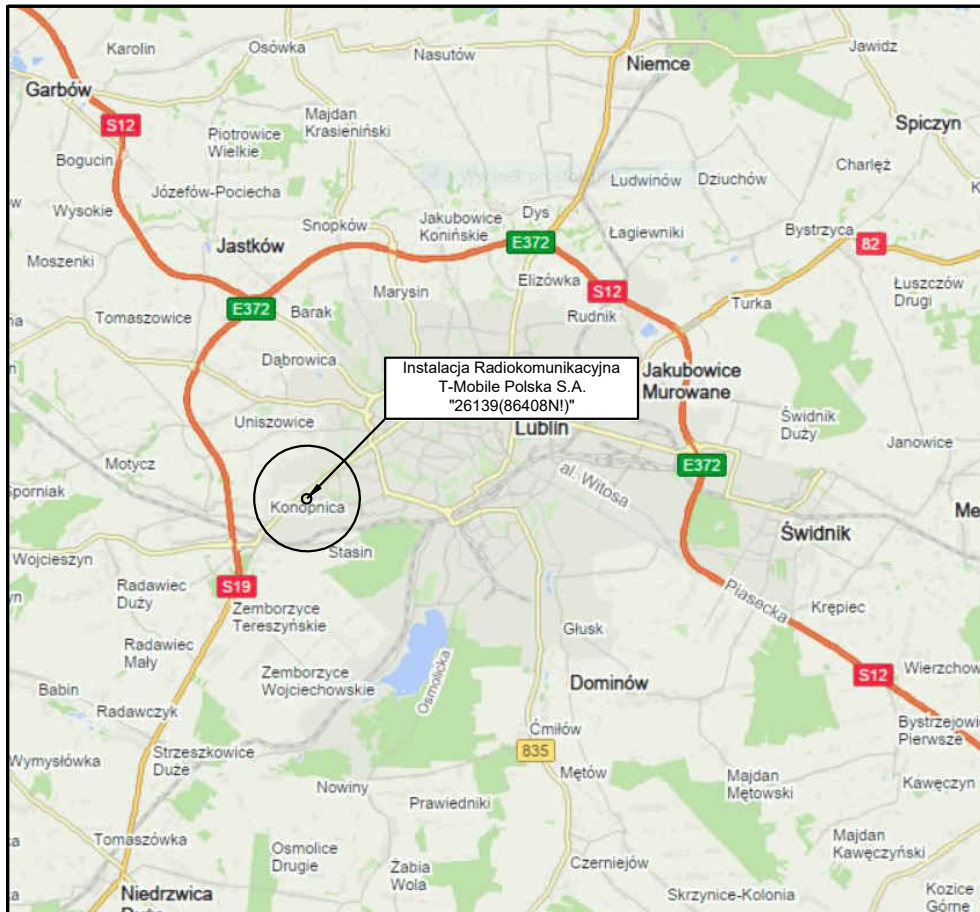 Karolin
Osówka
Nasutów
Niemce
Jawidz
Garbów
S12
Majdan
Krasieniński
Piotrowice
Wielkie
Spiczyn
Bogucin
Charlęż
Józefów-Pociecha
Ludwinów
Dziuchów
Wysokie
Snopków
Jakubowice
Konińskie
Dys
Łagiewniki
Bystrzyca
82
Jastków
E372
Moszenki
Marysin
Elizówka
S12
Łuszczów
Drugi
E372
Barak
Tomaszowice
Rudnik
Turka
Dąbrowica
Instalacja Radiokomunikacyjna
T-Mobile Polska S.A.
"26139(86408N!)"
Jakubowice
Murowane
Uniszowice
Lublin
Świdnik
Duży
Janowice
Motycz
al. Witosa
E372
Sporniak
Konopnica
Świdnik
Wojcieszyn
Stasin
Radawiec
Duży
S19
Zemborzyce
Tereszyńskie
Piasecka
Krępiec
Głusk
Radawiec
Mały
Zemborzyce
Wojciechowskie
Osmolicka
Dominów
S12
Wierzchow
Babin
Radawczyk
Ćmiłów
Bystrzejowi
Pierwsze
835
Wymysłówka
Strzeszkowice
Duże
Mętów
Majdan
Mętowski
Kawęczyn
Nowiny
Prawiedniki
Tomaszówka
Osmolice
Drugie
Żabia
Wola
Czerniejów
Majdan
Kawęczyński
Niedrzwica
Skrzynice-Kolonia
Kozice
Górne